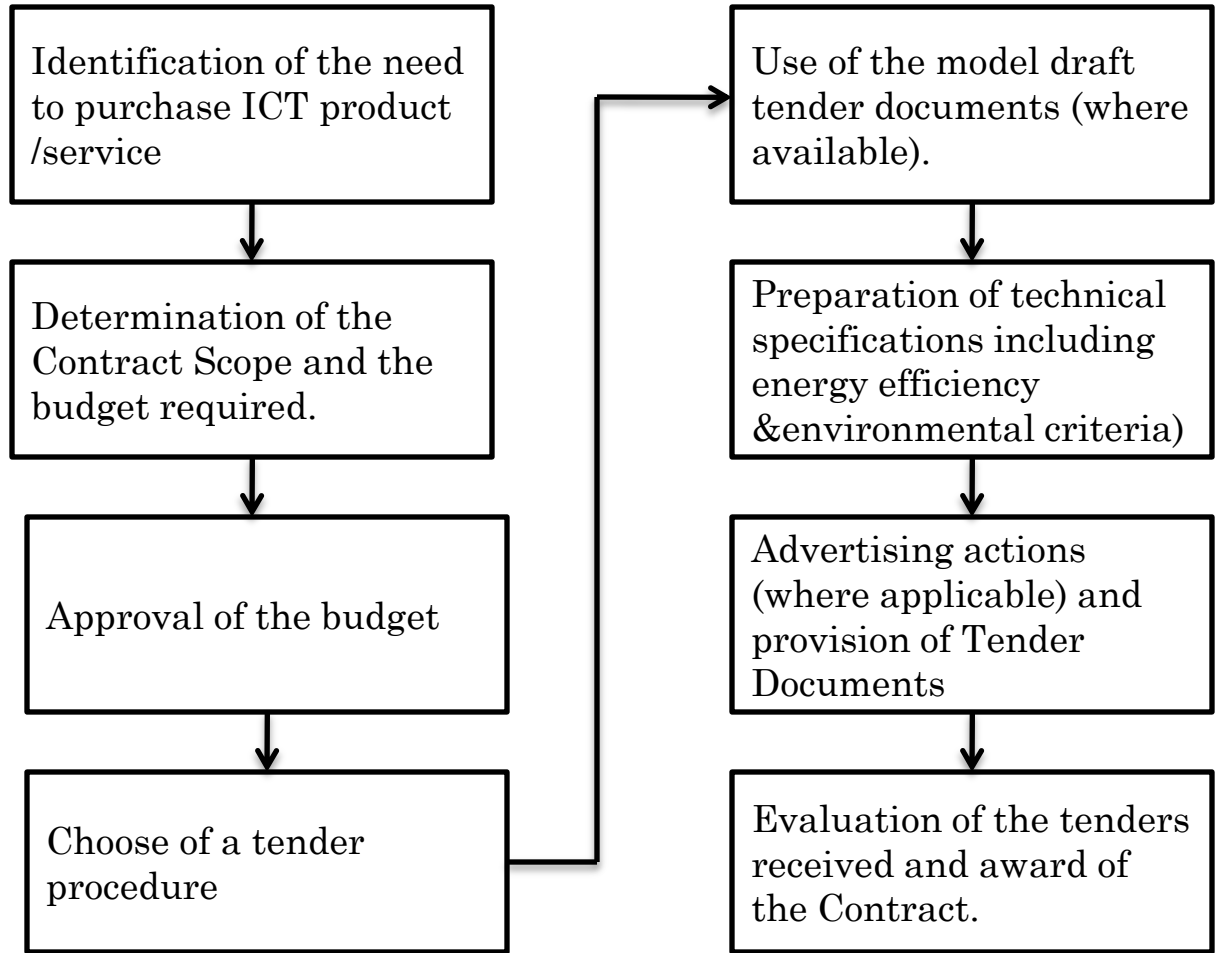 Identification of the need
to purchase ICT product
/service
Determination of the
Contract Scope and the
budget required.
Approval of the budget
Choose of a tender
procedure
Use of the model draft
tender documents (where
available).
Preparation of technical
specifications including
energy efficiency
&environmental criteria)
Advertising actions
(where applicable) and
provision of Tender
Documents
Evaluation of the tenders
received and award of
the Contract.